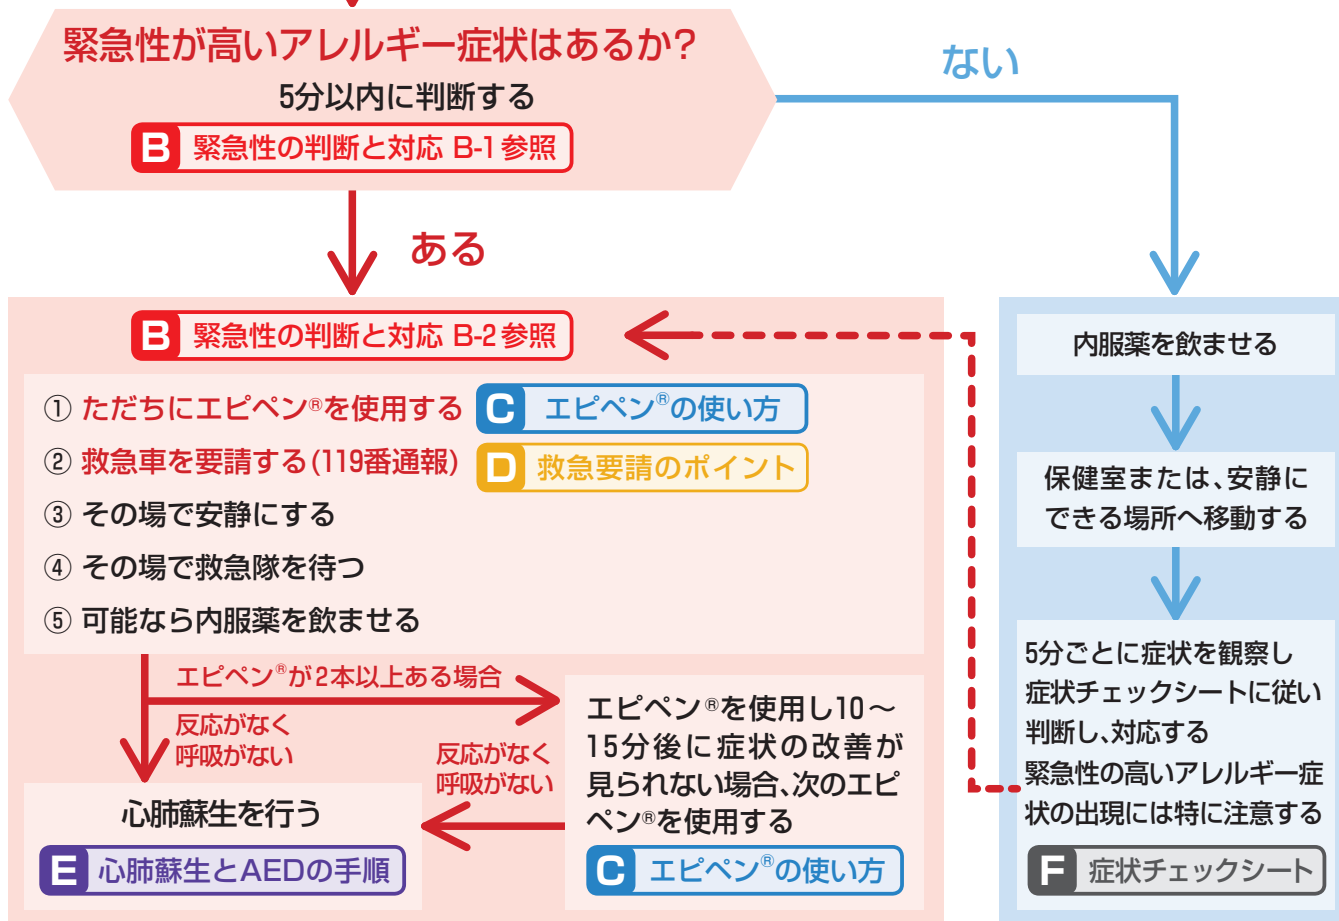 緊急性が高いアレルギー症状はあるか？
5分以内に判断する
B 緊急性の判断と対応 B-1参照
ない
ある
B 緊急性の判断と対応 B-2参照
① ただちにエピペン®を使用する C エピペン®の使い方
② 救急車を要請する(119番通報) D 救急要請のポイント
③ その場で安静にする
④ その場で救急隊を待つ
⑤ 可能なら内服薬を飲ませる
エピペン®が2本以上ある場合
反応がなく
呼吸がない
エピペン®を使用し10〜
15分後に症状の改善が
見られない場合、次のエピ
ペン®を使用する
C エピペン®の使い方
反応がなく
呼吸がない
心肺蘇生を行う
E 心肺蘇生とAEDの手順
内服薬を飲ませる
保健室または、安静に
できる場所へ移動する
5分ごとに症状を観察し
症状チェックシートに従い
判断し、対応する
緊急性の高いアレルギー症
状の出現には特に注意する
F 症状チェックシート